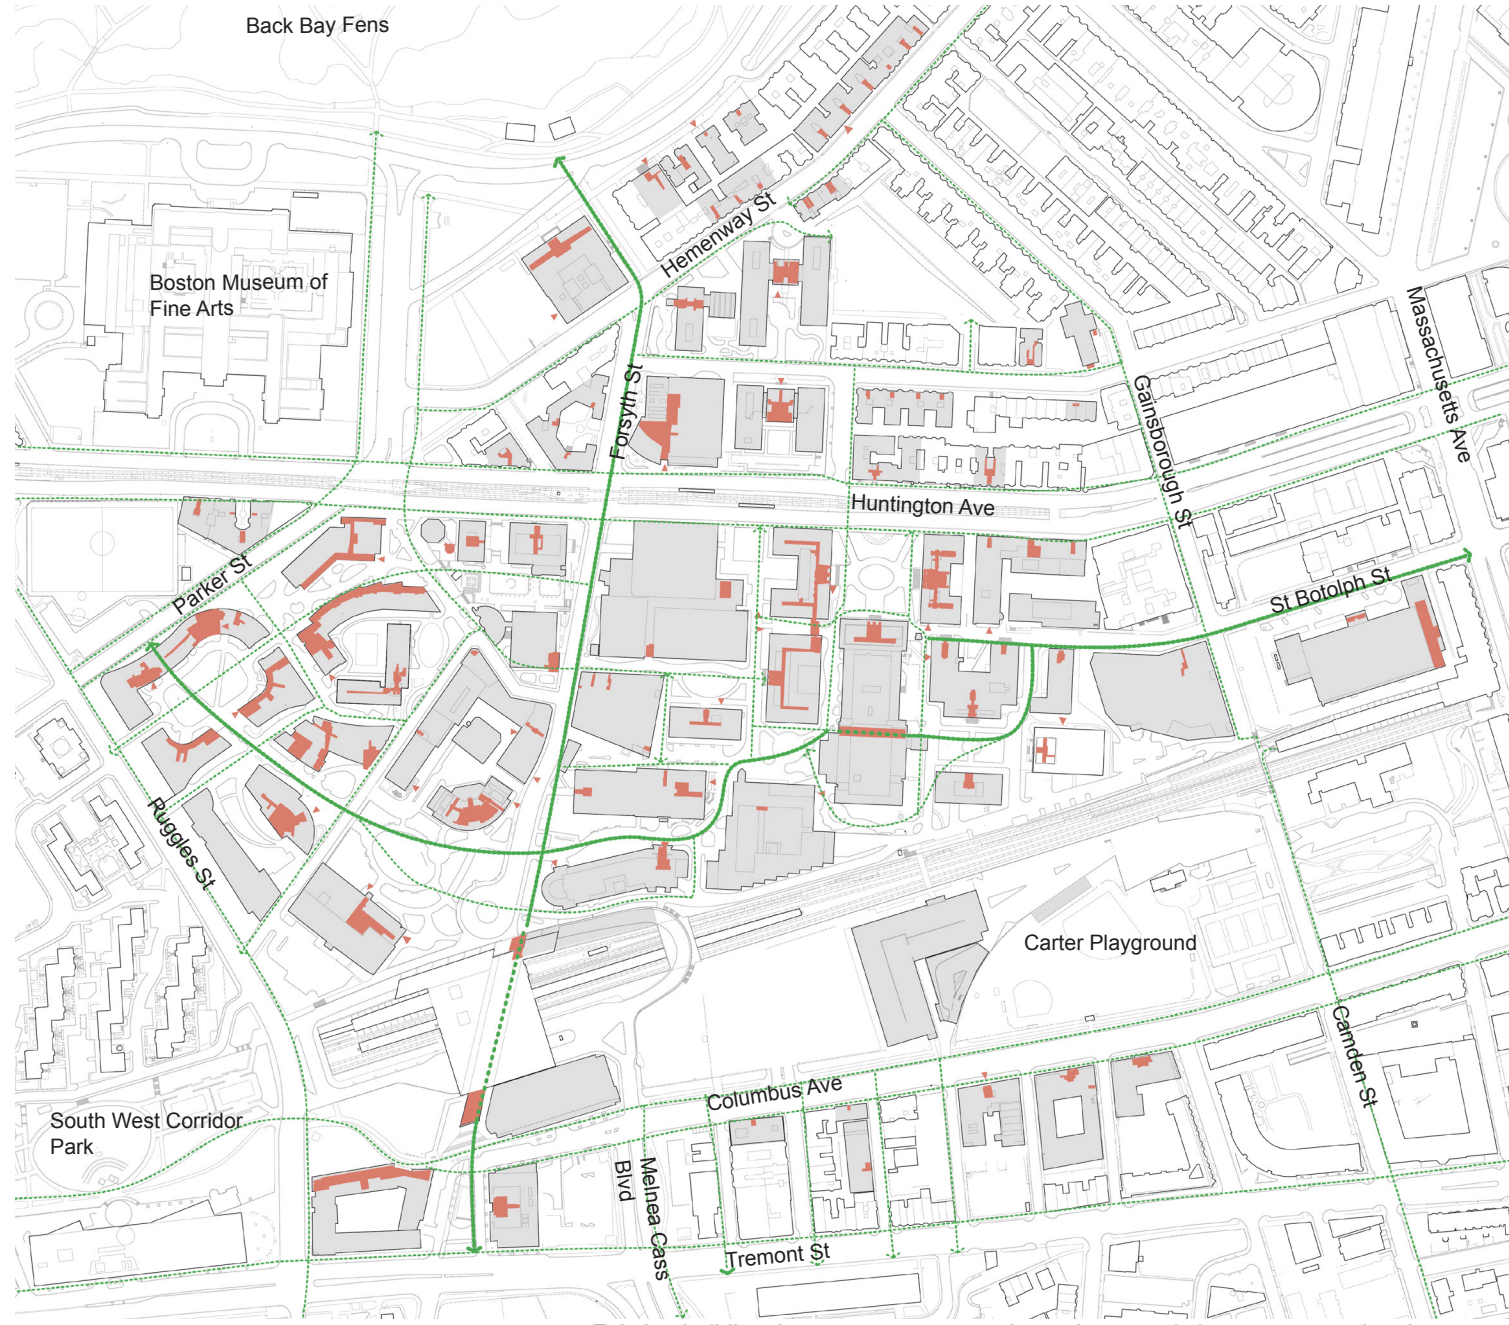 Back Bay Fens
Hemenway St
Boston Museum of
Fine Arts
Massachusetts Ave
Forsyth St
Gainsborough St
Huntington Ave
Parker St
St Botolph St
Ruggles St
Carter Playground
Camden St
Columbus Ave
South West Corridor
Park
Melnea Cass
Blvd
Tremont St